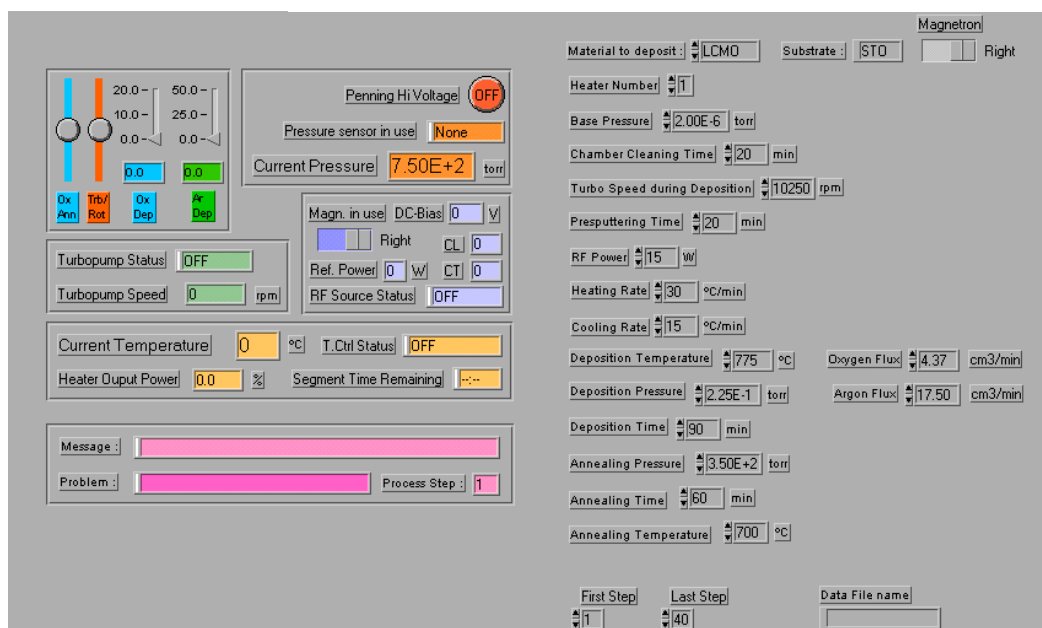 Magnetron
Material to deposit : LCMO Substrate : STO Right
Heater Number 1
Base Pressure 2.00E-6 torr
Chamber Cleaning Time 20 min
Turbo Speed during Deposition 10250 rpm
Presputtering Time 20 min
RF Power 15 W
Heating Rate 30 ºC/min
Cooling Rate 15 ºC/min
Deposition Temperature 775 ºC Oxygen Flux 4.37 cm3/min
Deposition Pressure 2.25E-1 torr Argon Flux 17.50 cm3/min
Deposition Time 90 min
Annealing Pressure 3.50E+2 torr
Annealing Time 60 min
Annealing Temperature 700 ºC
First Step Last Step Data File name
1 40
20.0 50.0
10.0 25.0
0.0 0.0
0.0 0.0
Ox Trb/ Ox Ar
Ann Rot Dep Dep
Penning Hi Voltage OFF
Pressure sensor in use None
Current Pressure 7.50E+2 torr
Magn. in use DC-Bias 0 V
Right CL 0
Ref. Power 0 W CT 0
RF Source Status OFF
Turbopump Status OFF
Turbopump Speed 0 rpm
Current Temperature 0 ºC T.Ctrl Status OFF
Heater Ouput Power 0.0 % Segment Time Remaining --:--
Message :
Problem : Process Step : 1